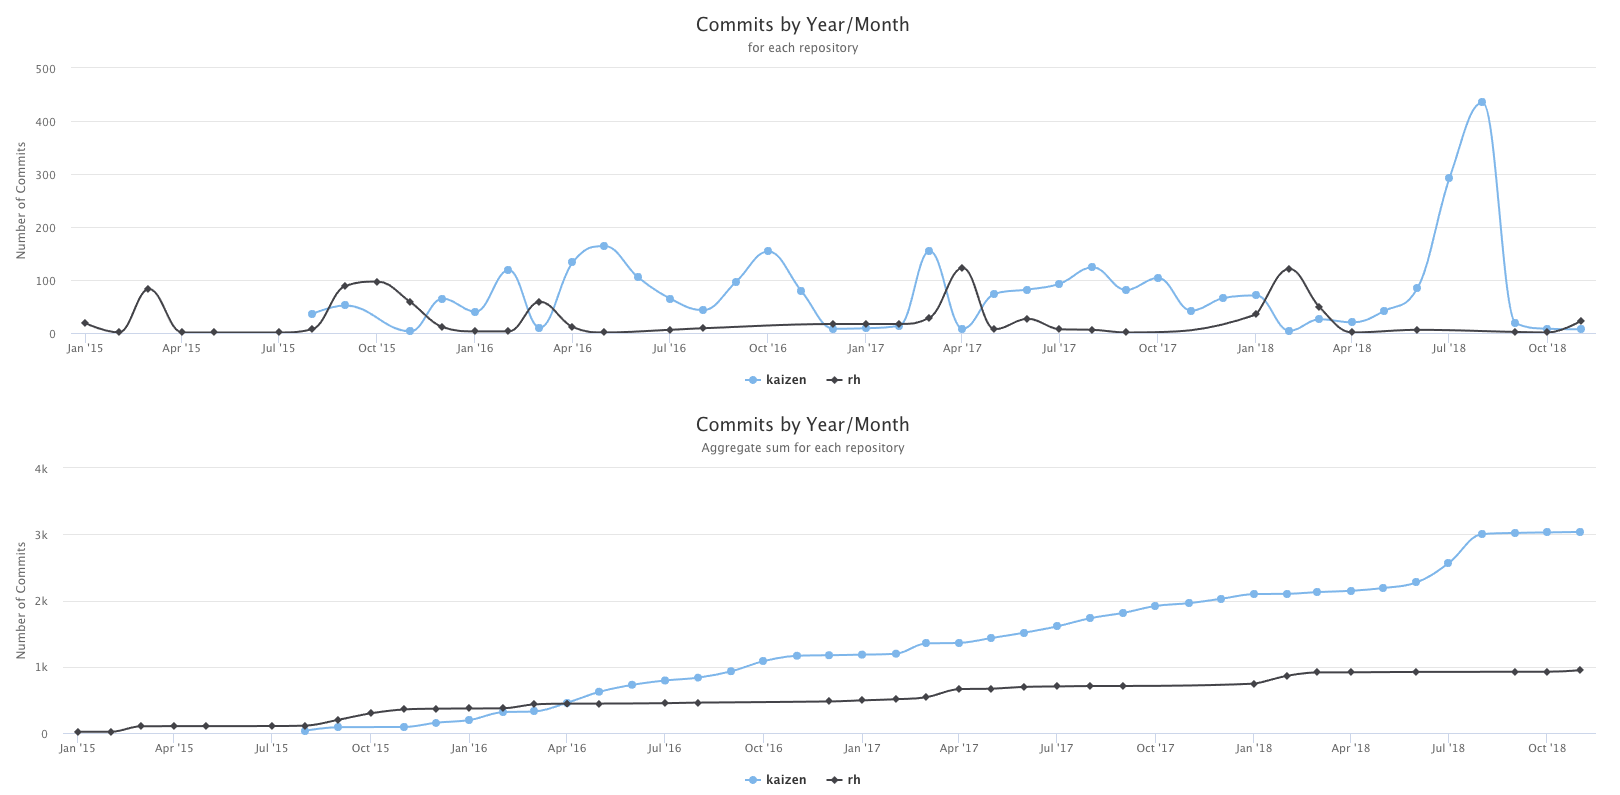 Commits by Year/Month
for each repository
Number of Commits
500
400
300
200
100
0
Jan '15 Apr '15 Jul '15 Oct '15 Jan '16 Apr '16 Jul '16 Oct '16 Jan '17 Apr '17 Jul '17 Oct '17 Jan '18 Apr '18 Jul '18 Oct '18
kaizen rh
Commits by Year/Month
Aggregate sum for each repository
Number of Commits
4k
3k
2k
1k
0
Jan '15 Apr '15 Jul '15 Oct '15 Jan '16 Apr '16 Jul '16 Oct '16 Jan '17 Apr '17 Jul '17 Oct '17 Jan '18 Apr '18 Jul '18 Oct '18
kaizen rh